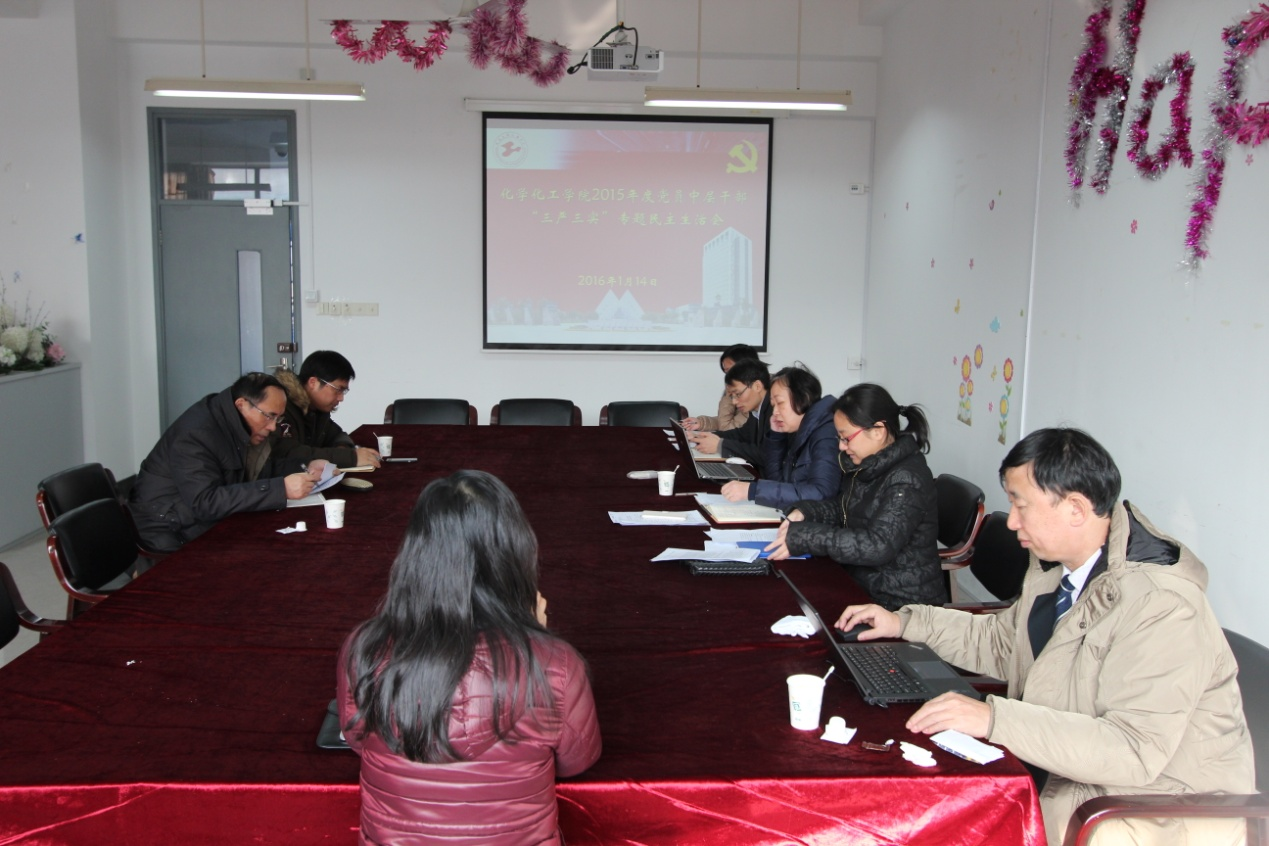 Hap
化学化工学院2015年度党员中层干部
“三严三实”专题民主生活会
2016年1月14日